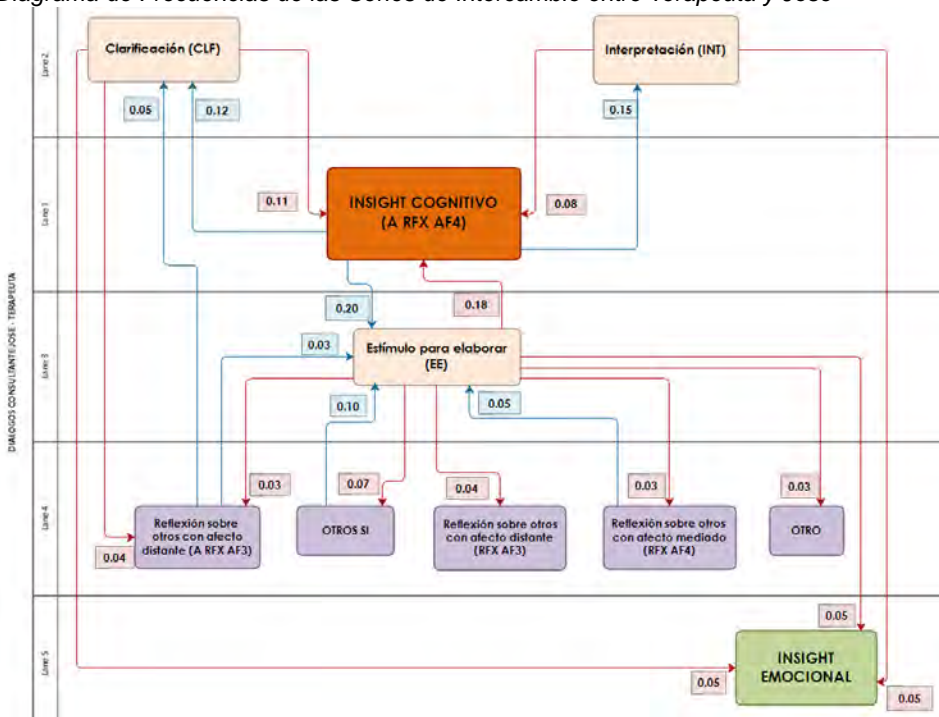 Diagrama de Frecuencias de las Series de Intercambio entre Terapeuta y José
DIALOGOS CONSULTANTE JOSE - TERAPEUTA
Lane 2
Clarificación (CLF)
Interpretación (INT)
0.05
0.12
0.15
Lane 1
INSIGHT COGNITIVO
(A RFX AF4)
0.11
0.08
Lane 3
0.20
0.18
0.03
Estímulo para elaborar
(EE)
0.10
0.05
Lane 4
0.03
0.07
0.04
0.03
0.03
Reflexión sobre
otros con afecto
distante (A RFX AF3)
OTROS SI
Reflexión sobre otros
con afecto distante
(RFX AF3)
Reflexión sobre otros
con afecto mediado
(RFX AF4)
OTRO
0.04
Lane 5
0.05
INSIGHT
EMOCIONAL
0.05
0.05